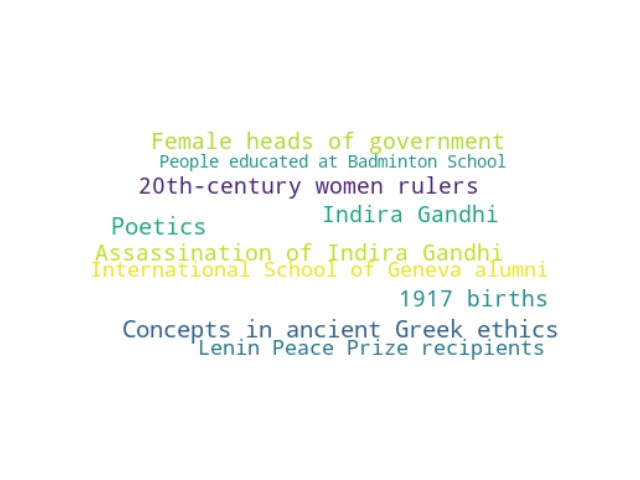 Female heads of government
People educated at Badminton School
20th-century women rulers
Indira Gandhi
Poetics
Assassination of Indira Gandhi
International School of Geneva alumni
1917 births
Concepts in ancient Greek ethics
Lenin Peace Prize recipients